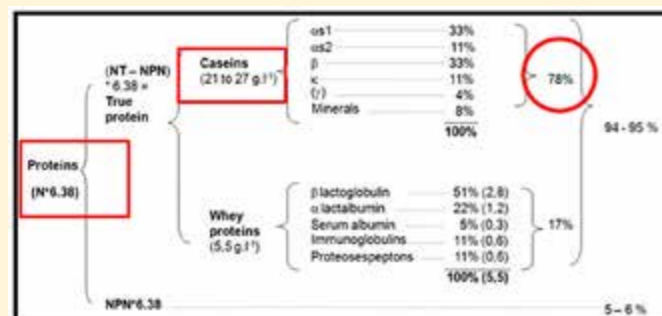 αs1 33%
αs2 11%
β 33%
κ 11%
(γ) 4%
Minerals 8%
100%
Caseins
(21 to 27 g.l⁻¹)
78%
(NT – NPN)
*6.38 =
True
protein
94 - 95 %
Proteins
(N*6.38)
β lactoglobulin 51% (2,8)
α lactalbumin 22% (1,2)
Serum albumin 5% (0,3)
Immunoglobulins 11% (0,6)
Proteosespeptons 11% (0,6)
100% (5,5)
Whey
proteins
(5,5 g.l⁻¹)
17%
NPN*6.38 5 – 6 %